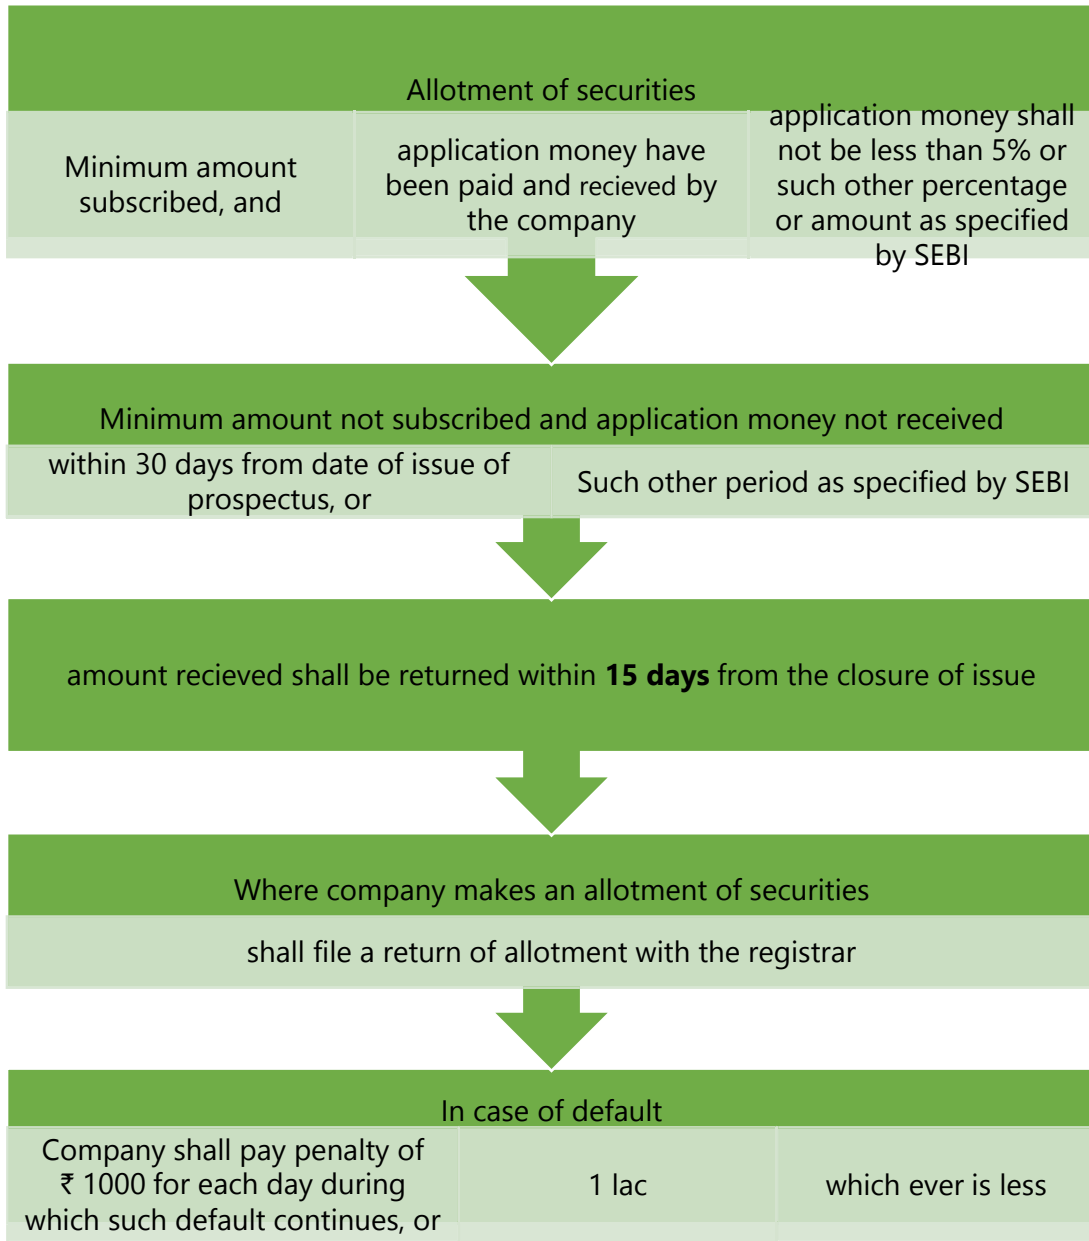 Allotment of securities
Minimum amount
subscribed, and
application money have
been paid and recieved by
the company
application money shall
not be less than 5% or
such other percentage
or amount as specified
by SEBI
Minimum amount not subscribed and application money not received
within 30 days from date of issue of
prospectus, or
Such other period as specified by SEBI
amount recieved shall be returned within 15 days from the closure of issue
Where company makes an allotment of securities
shall file a return of allotment with the registrar
In case of default
Company shall pay penalty of
₹ 1000 for each day during
which such default continues, or
1 lac
which ever is less